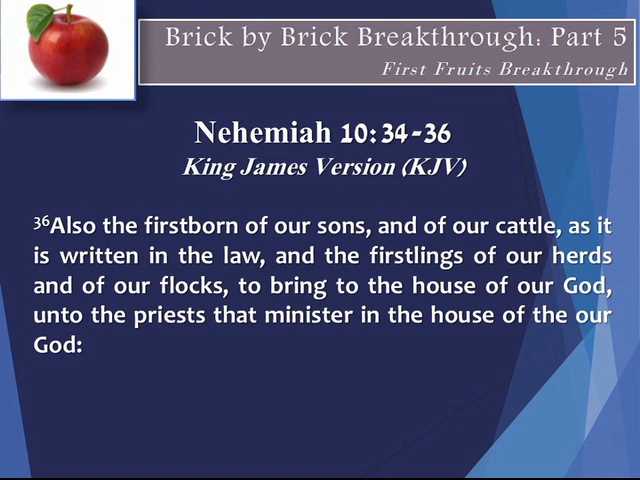 Brick by Brick Breakthrough: Part 5
First Fruits Breakthrough
Nehemiah 10:34-36
King James Version (KJV)
36Also the firstborn of our sons, and of our cattle, as it
is written in the law, and the firstlings of our herds
and of our flocks, to bring to the house of our God,
unto the priests that minister in the house of the our
God: